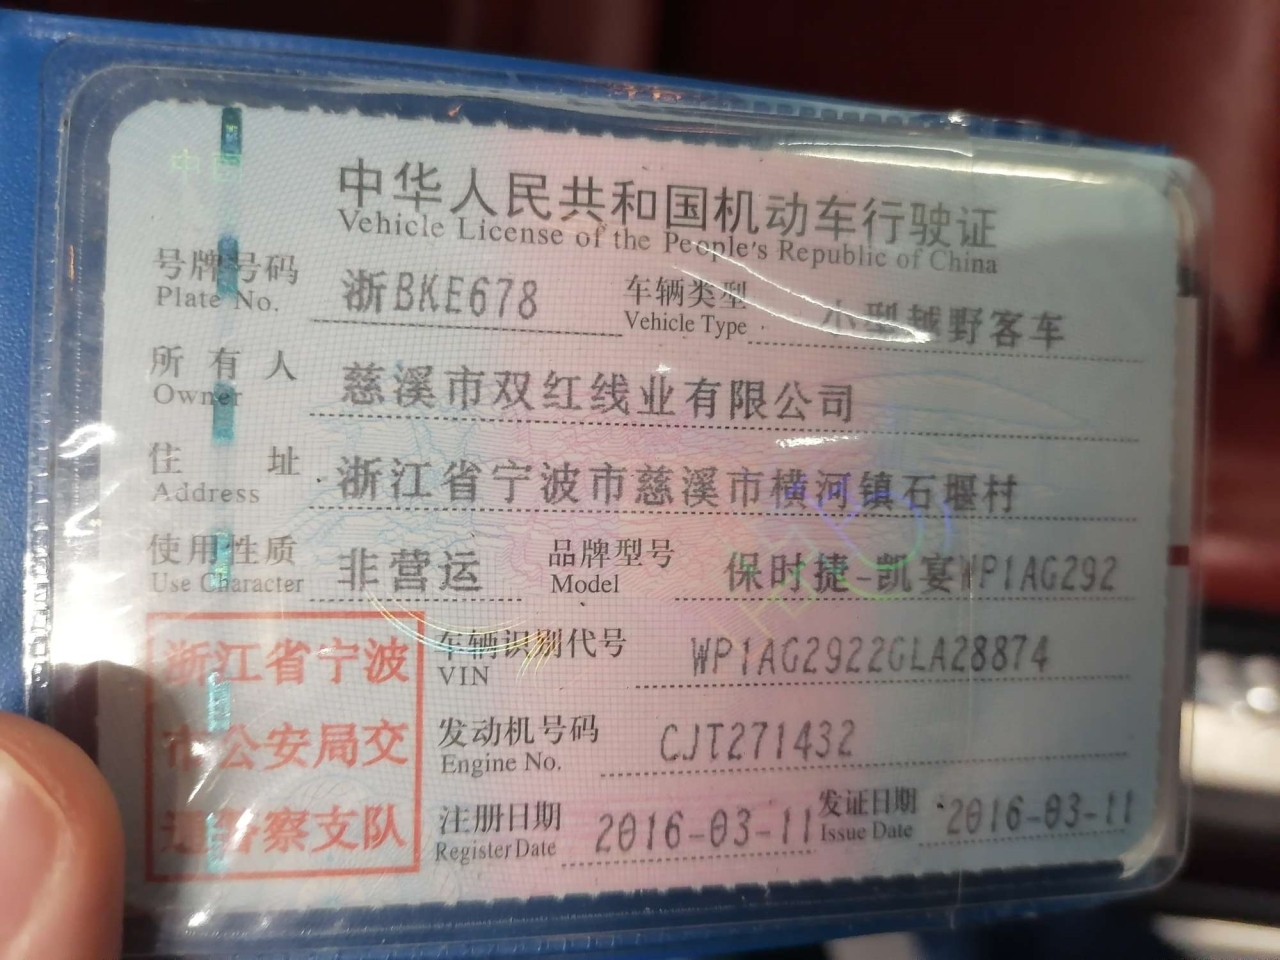 中华人民共和国机动车行驶证
Vehicle License of the People's Republic of China
号牌号码 浙BKE678 车辆类型 小型越野客车
Plate No. Vehicle Type
所有人 慈溪市双红线业有限公司
Owner
住址 浙江省宁波市慈溪市横河镇石堰村
Address
使用性质 非营运 品牌型号 保时捷-凯宴WP1AG292
Use Character Model
浙江省宁波
市公安局交
通警察支队
车辆识别代号 WP1AG2922GLA28874
VIN
发动机号码 CJT271432
Engine No.
注册日期 2016-03-11 发证日期 2016-03-11
Register Date Issue Date